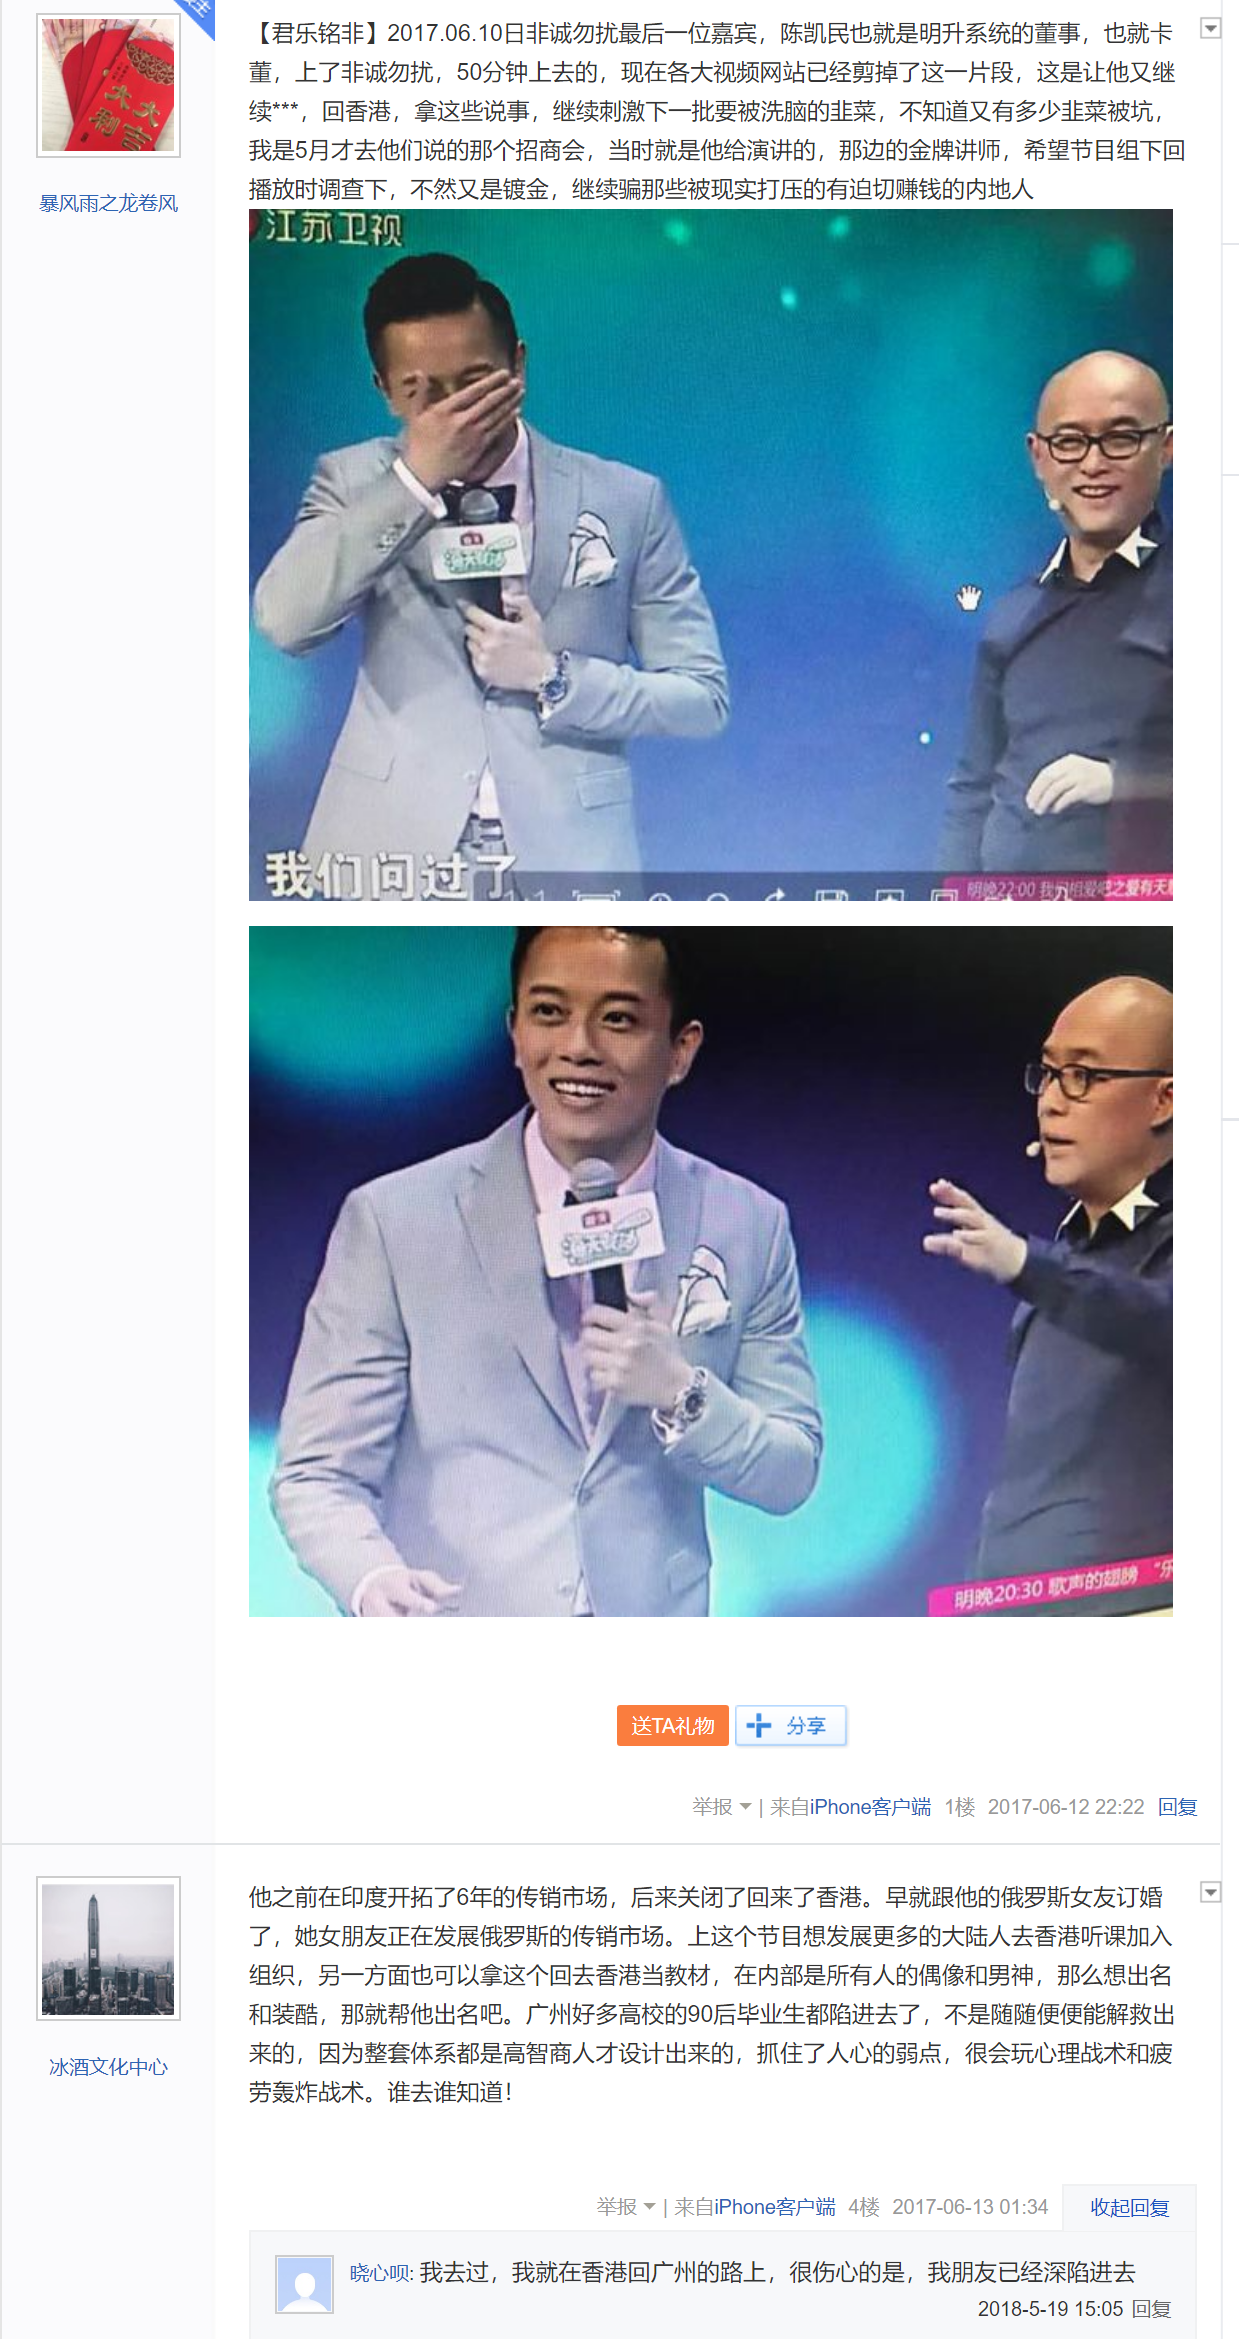 【君乐铭非】2017.06.10日非诚勿扰最后一位嘉宾，陈凯民也就是明升系统的董事，也就卡
董，上了非诚勿扰，50分钟上去的，现在各大视频网站已经剪掉了这一片段，这是让他又继
续***，回香港，拿这些说事，继续刺激下一批要被洗脑的韭菜，不知道又有多少韭菜被坑，
我是5月才去他们说的那个招商会，当时就是他给演讲的，那边的金牌讲师，希望节目组下回
播放时调查下，不然又是镀金，继续骗那些被现实打压的有迫切赚钱的内地人
大吉
大利
暴风雨之龙卷风
江苏卫视
我们问过了
明晚22:00 我们相爱吧之爱有天
明晚20:30 歌声的翅膀 “乐
送TA礼物
分享
举报 | 来自iPhone客户端 1楼 2017-06-12 22:22 回复
他之前在印度开拓了6年的传销市场，后来关闭了回来了香港。早就跟他的俄罗斯女友订婚
了，她女朋友正在发展俄罗斯的传销市场。上这个节目想发展更多的大陆人去香港听课加入
组织，另一方面也可以拿这个回去香港当教材，在内部是所有人的偶像和男神，那么想出名
和装酷，那就帮他出名吧。广州好多高校的90后毕业生都陷进去了，不是随随便便能解救出
来的，因为整套体系都是高智商人才设计出来的，抓住了人心的弱点，很会玩心理战术和疲
劳轰炸战术。谁去谁知道！
冰酒文化中心
举报 | 来自iPhone客户端 4楼 2017-06-13 01:34 收起回复
晓心呗: 我去过，我就在香港回广州的路上，很伤心的是，我朋友已经深陷进去
2018-5-19 15:05 回复